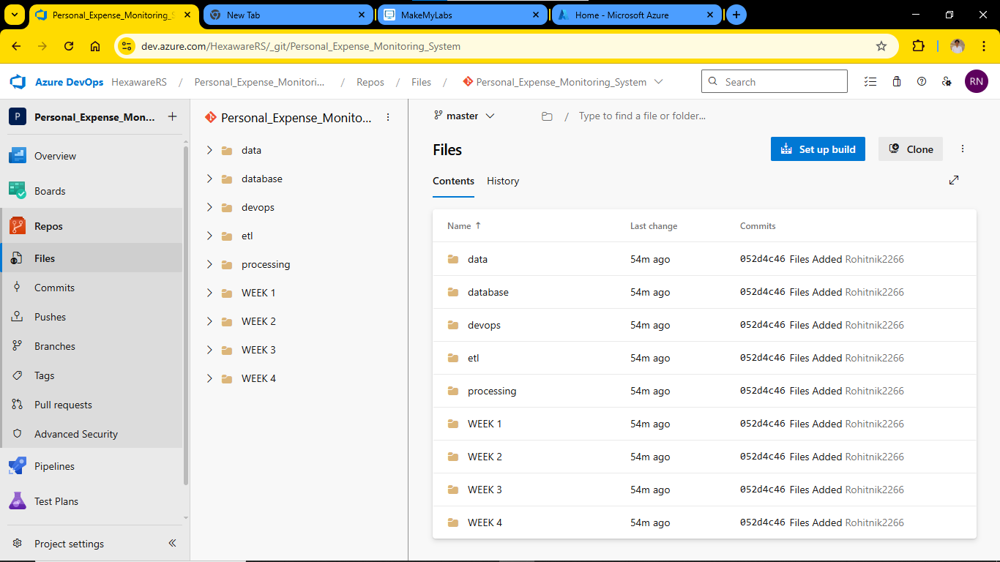 Personal_Expense_Monitoring_S
New Tab
MakeMyLabs
Home - Microsoft Azure
dev.azure.com/HexawareRS/_git/Personal_Expense_Monitoring_System
Azure DevOps HexawareRS / Personal_Expense_Monitori... / Repos / Files / Personal_Expense_Monitoring_System
Search
RN
P Personal_Expense_Mon...
Overview
Boards
Repos
Files
Commits
Pushes
Branches
Tags
Pull requests
Advanced Security
Pipelines
Test Plans
Project settings
Personal_Expense_Monito...
data
database
devops
etl
processing
WEEK 1
WEEK 2
WEEK 3
WEEK 4
master / Type to find a file or folder...
Files
Set up build
Clone
Contents History
Name Last change Commits
data 54m ago 052d4c46 Files Added Rohitnik2266
database 54m ago 052d4c46 Files Added Rohitnik2266
devops 54m ago 052d4c46 Files Added Rohitnik2266
etl 54m ago 052d4c46 Files Added Rohitnik2266
processing 54m ago 052d4c46 Files Added Rohitnik2266
WEEK 1 54m ago 052d4c46 Files Added Rohitnik2266
WEEK 2 54m ago 052d4c46 Files Added Rohitnik2266
WEEK 3 54m ago 052d4c46 Files Added Rohitnik2266
WEEK 4 54m ago 052d4c46 Files Added Rohitnik2266